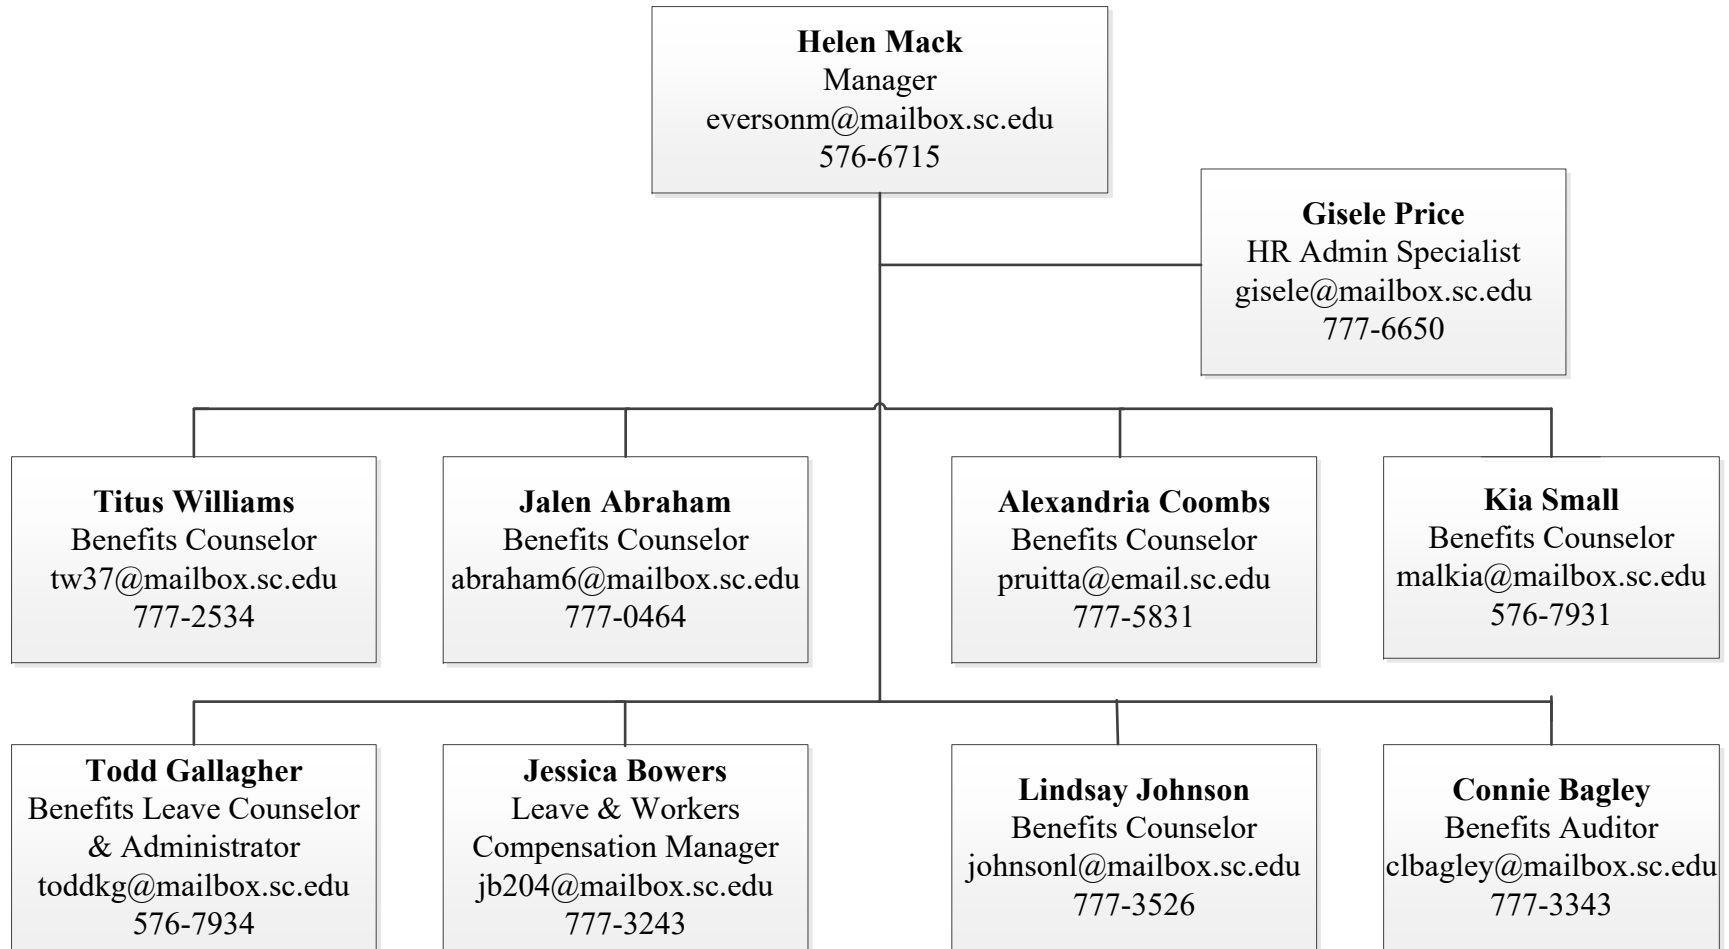 Helen Mack
Manager
eversonm@mailbox.sc.edu
576-6715
Gisele Price
HR Admin Specialist
gisele@mailbox.sc.edu
777-6650
Titus Williams
Benefits Counselor
tw37@mailbox.sc.edu
777-2534
Jalen Abraham
Benefits Counselor
abraham6@mailbox.sc.edu
777-0464
Alexandria Coombs
Benefits Counselor
pruitta@email.sc.edu
777-5831
Kia Small
Benefits Counselor
malkia@mailbox.sc.edu
576-7931
Todd Gallagher
Benefits Leave Counselor
& Administrator
toddkg@mailbox.sc.edu
576-7934
Jessica Bowers
Leave & Workers
Compensation Manager
jb204@mailbox.sc.edu
777-3243
Lindsay Johnson
Benefits Counselor
johnsonl@mailbox.sc.edu
777-3526
Connie Bagley
Benefits Auditor
clbagley@mailbox.sc.edu
777-3343